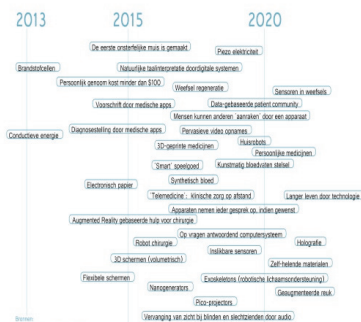 2013 2015 2020
De eerste onsterfelijke muis is gemaakt
Piezo elektriciteit
Brandstofcellen
Natuurlijke taalinterpretatie doordigitale systemen
Persoonlijk genoom kost minder dan $100
Weefsel regeneratie
Sensoren in weefsels
Voorschrift door medische apps
Data-gebaseerde patient community
Mensen kunnen anderen 'aanraken' door een apparaat
Conductieve energie
Diagnosestelling door medische apps
Pervasieve video opnames
3D-geprinte medicijnen
Huisrobots
Persoonlijke medicijnen
'Smart' speelgoed
Kunstmatig bloedvaten stelsel
Synthetisch bloed
Electronisch papier
'Telemedicine': klinische zorg op afstand
Langer leven door technologie
Apparaten nemen ieder gesprek op, indien gewenst
Augmented Reality gebaseerde hulp voor chirurgie
Op vragen antwoordend computersysteem
Robot chirurgie
Holografie
Inslikbare sensoren
3D schermen (volumetrisch)
Zelf-helende materialen
Flexibele schermen
Exoskeletons (robotische lichaamsondersteuning)
Nanogenerators
Geaugmenteerde reuk
Pico-projectors
Vervanging van zicht bij blinden en slechtzienden door audio
Bronnen: